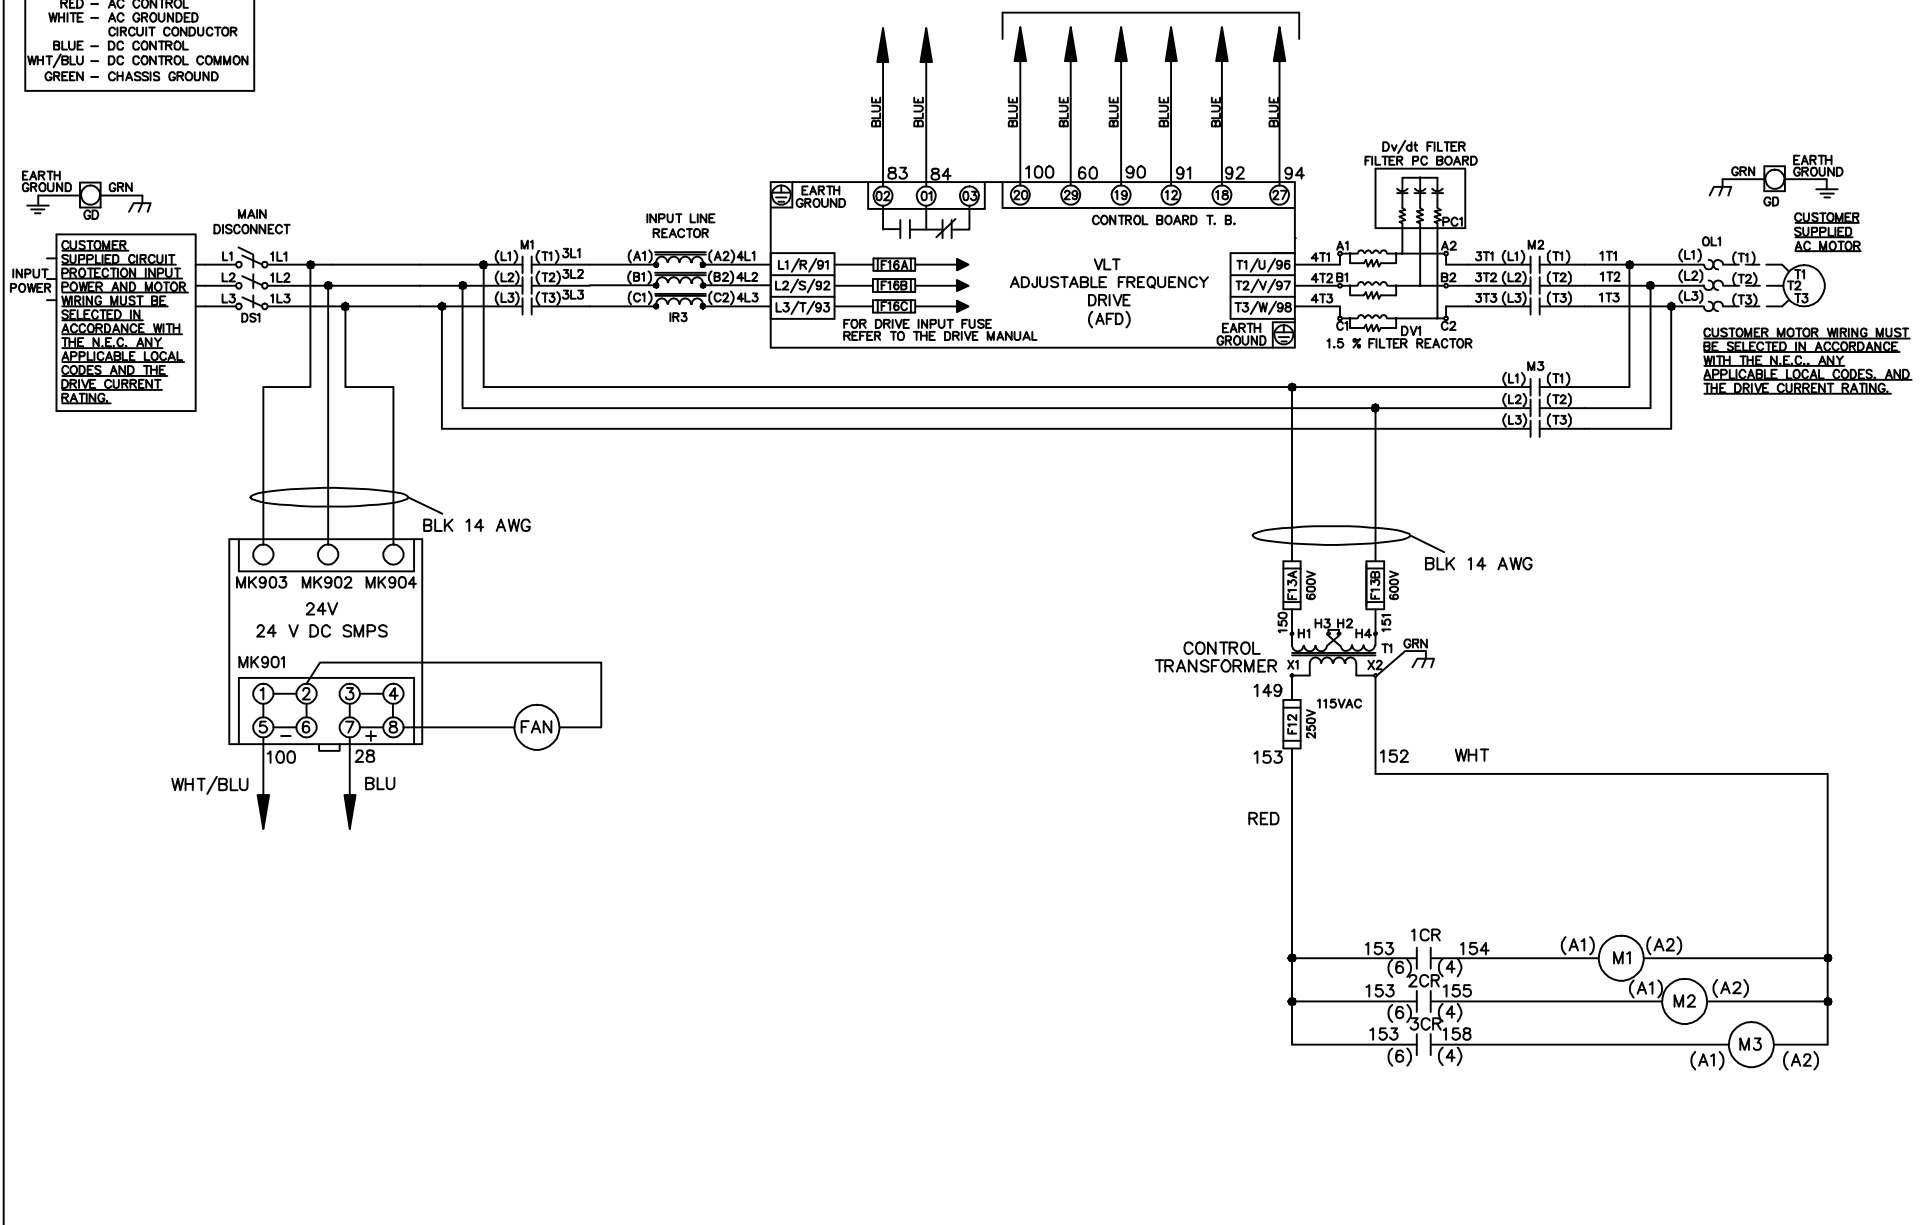 RED – AC CONTROL
WHITE – AC GROUNDED
CIRCUIT CONDUCTOR
BLUE – DC CONTROL
WHT/BLU – DC CONTROL COMMON
GREEN – CHASSIS GROUND
BLUE
BLUE
BLUE
BLUE
BLUE
BLUE
BLUE
BLUE
EARTH
GROUND
GRN
GD
MAIN
DISCONNECT
L1 1L1
L2 1L2
L3 1L3
DS1
INPUT
POWER
CUSTOMER
SUPPLIED CIRCUIT
PROTECTION INPUT
POWER AND MOTOR
WIRING MUST BE
SELECTED IN
ACCORDANCE WITH
THE N.E.C. ANY
APPLICABLE LOCAL
CODES AND THE
DRIVE CURRENT
RATING.
M1
(L1) (T1) 3L1
(L2) (T2) 3L2
(L3) (T3) 3L3
INPUT LINE
REACTOR
(A1) (A2) 4L1
(B1) (B2) 4L2
(C1) (C2) 4L3
IR3
EARTH
GROUND
83 84
02 01 03
100 60 90 91 92 94
20 29 19 12 18 27
CONTROL BOARD T. B.
L1/R/91 F16A
L2/S/92 F16B
L3/T/93 F16C
FOR DRIVE INPUT FUSE
REFER TO THE DRIVE MANUAL
VLT
ADJUSTABLE FREQUENCY
DRIVE
(AFD)
T1/U/96
T2/V/97
T3/W/98
EARTH
GROUND
Dv/dt FILTER
FILTER PC BOARD
PC1
4T1 A1 A2
4T2 B1 B2
4T3
C1 DV1 C2
1.5 % FILTER REACTOR
M2
3T1 (L1) (T1) 1T1
3T2 (L2) (T2) 1T2
3T3 (L3) (T3) 1T3
M3
(L1) (T1)
(L2) (T2)
(L3) (T3)
GRN
EARTH
GROUND
GD
CUSTOMER
SUPPLIED
AC MOTOR
OL1
(L1) (T1)
(L2) (T2)
(L3) (T3)
T1
T2
T3
CUSTOMER MOTOR WIRING MUST
BE SELECTED IN ACCORDANCE
WITH THE N.E.C., ANY
APPLICABLE LOCAL CODES, AND
THE DRIVE CURRENT RATING.
BLK 14 AWG
MK903 MK902 MK904
24V
24 V DC SMPS
MK901
1 2 3 4
5 – 6 7 + 8
FAN
100 28
WHT/BLU BLU
BLK 14 AWG
F13A 600V
F13B 600V
150 151
H1 H3 H2 H4
T1
GRN
CONTROL
TRANSFORMER
X1 X2
149 115VAC
F12 250V
153 152 WHT
RED
1CR
153 154 (A1) M1 (A2)
(6) (4)
2CR
153 155 (A1) M2 (A2)
(6) (4)
3CR
153 158 M3
(6) (4) (A1) (A2)